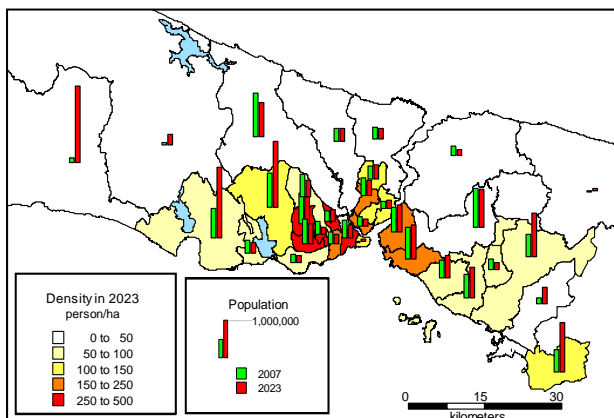 Density in 2023
person/ha
0 to 50
50 to 100
100 to 150
150 to 250
250 to 500
Population
1,000,000
2007
2023
0 15 30
kilometers